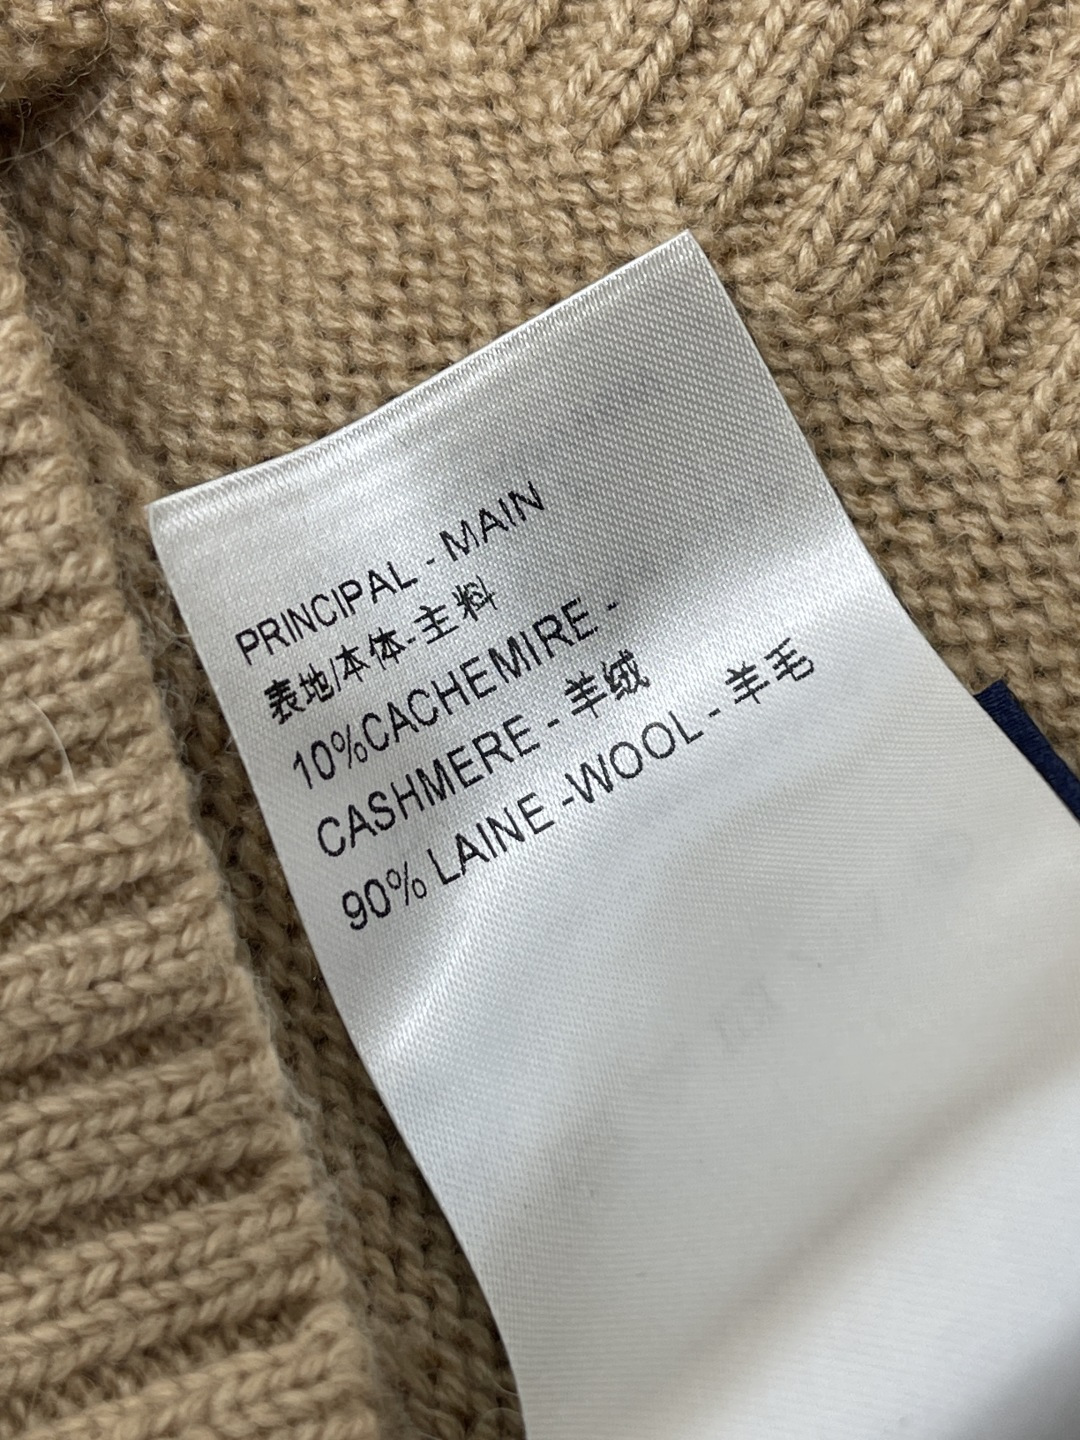 PRINCIPAL - MAIN
表地/本体-主料
10%CACHEMIRE -
CASHMERE - 羊绒
90% LAINE -WOOL - 羊毛